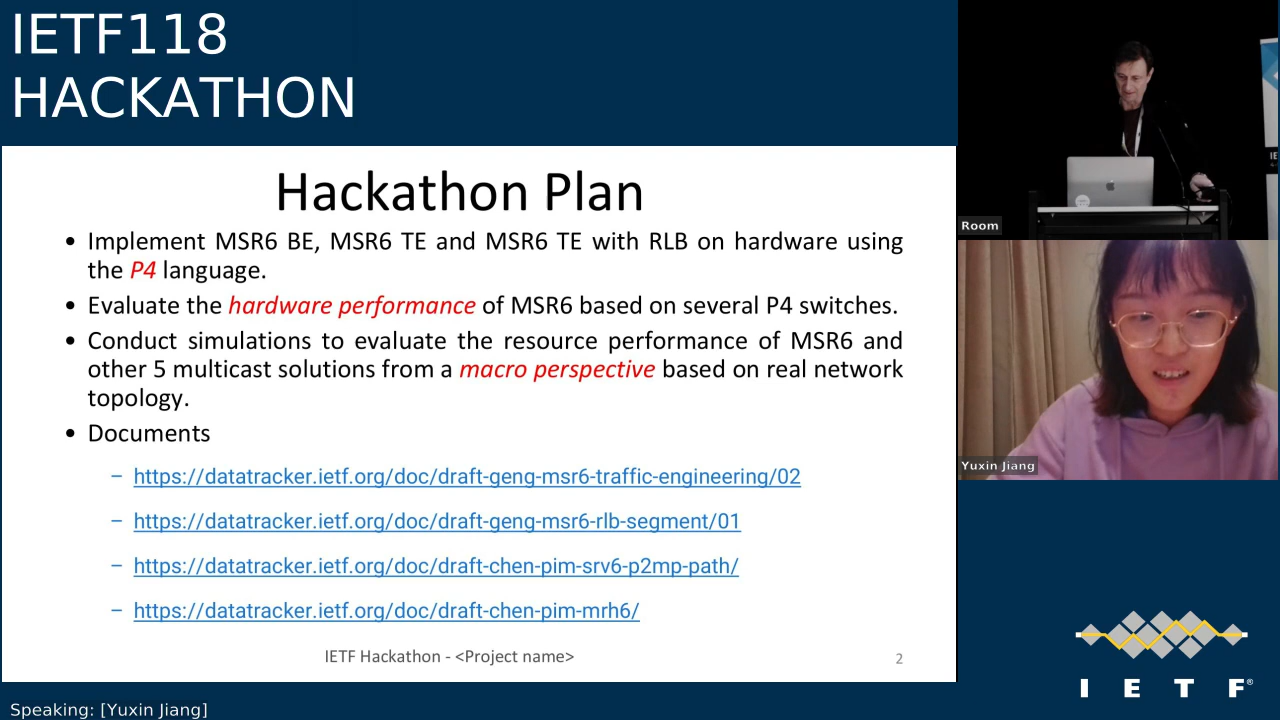 IETF118
HACKATHON
Hackathon Plan
• Implement MSR6 BE, MSR6 TE and MSR6 TE with RLB on hardware using
the P4 language.
• Evaluate the hardware performance of MSR6 based on several P4 switches.
• Conduct simulations to evaluate the resource performance of MSR6 and
other 5 multicast solutions from a macro perspective based on real network
topology.
• Documents
– https://datatracker.ietf.org/doc/draft-geng-msr6-traffic-engineering/02
– https://datatracker.ietf.org/doc/draft-geng-msr6-rlb-segment/01
– https://datatracker.ietf.org/doc/draft-chen-pim-srv6-p2mp-path/
– https://datatracker.ietf.org/doc/draft-chen-pim-mrh6/
IETF Hackathon - <Project name>
2
Room
IE
Yuxin Jiang
I E T F®
Speaking: [Yuxin Jiang]